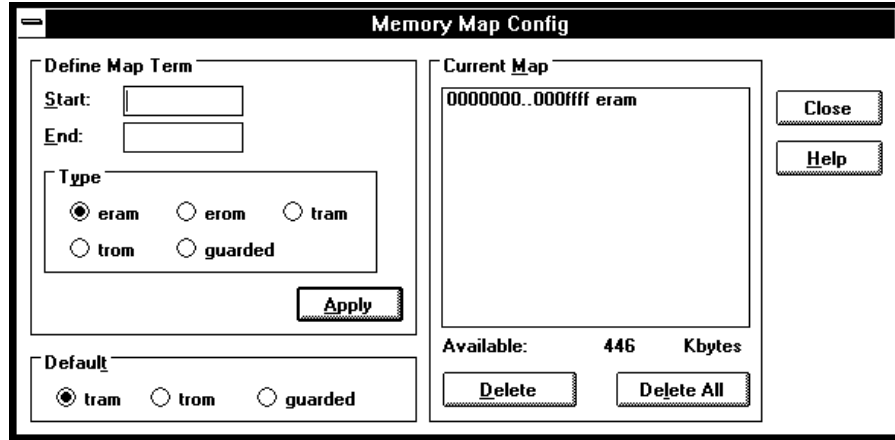 Memory Map Config
Define Map Term
Start:
End:
Type
eram erom tram
trom guarded
Apply
Default
tram trom guarded
Current Map
0000000..000ffff eram
Available: 446 Kbytes
Delete Delete All
Close
Help